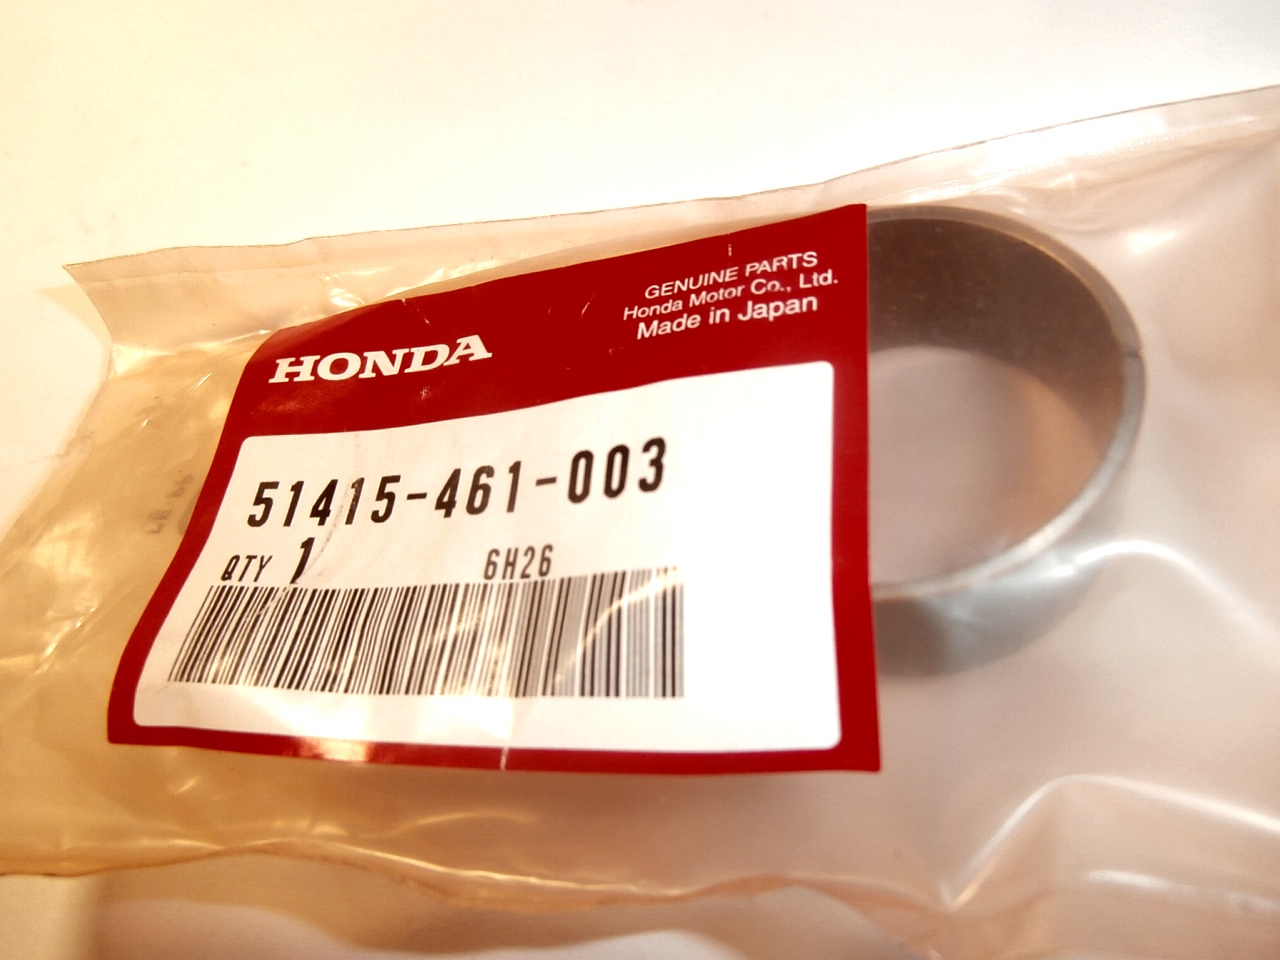 GENUINE PARTS
Honda Motor Co., Ltd.
Made in Japan
HONDA
51415-461-003
QTY 1 6H26